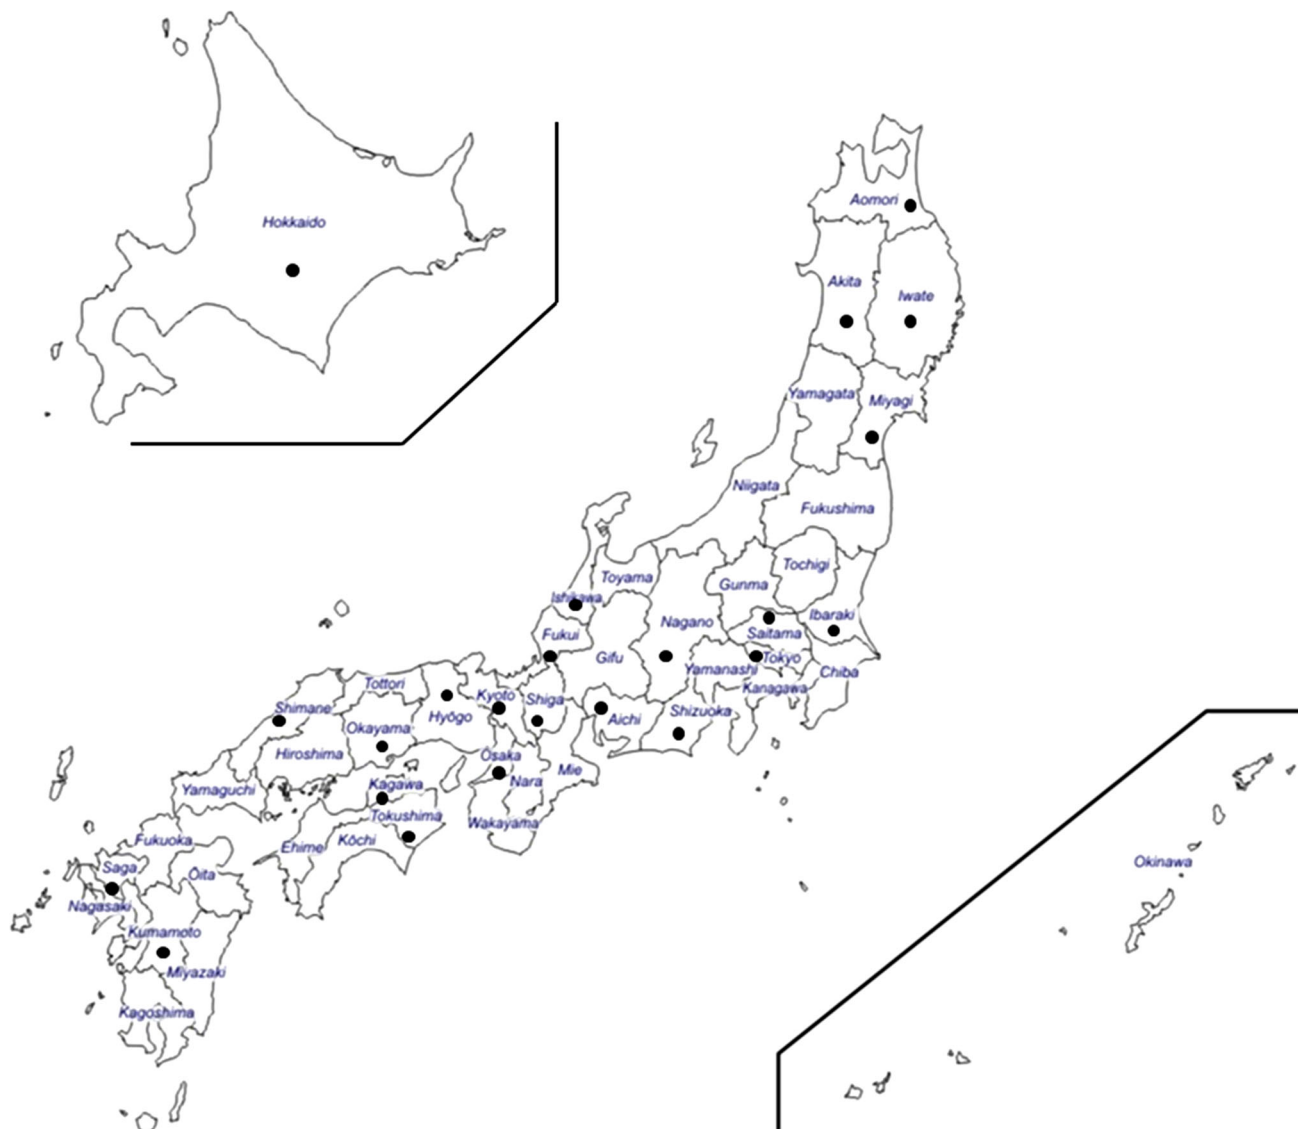 Hokkaido
Aomori
Akita
Iwate
Yamagata
Miyagi
Niigata
Fukushima
Tochigi
Toyama
Gunma
Ishikawa
Ibaraki
Nagano
Fukui
Saitama
Gifu
Tokyo
Yamanashi
Chiba
Tottori
Kanagawa
Kyoto
Shiga
Shimane
Shizuoka
Hyōgo
Aichi
Okayama
Hiroshima
Ōsaka
Mie
Nara
Kagawa
Yamaguchi
Tokushima
Wakayama
Fukuoka
Kōchi
Ehime
Okinawa
Saga
Ōita
Nagasaki
Kumamoto
Miyazaki
Kagoshima